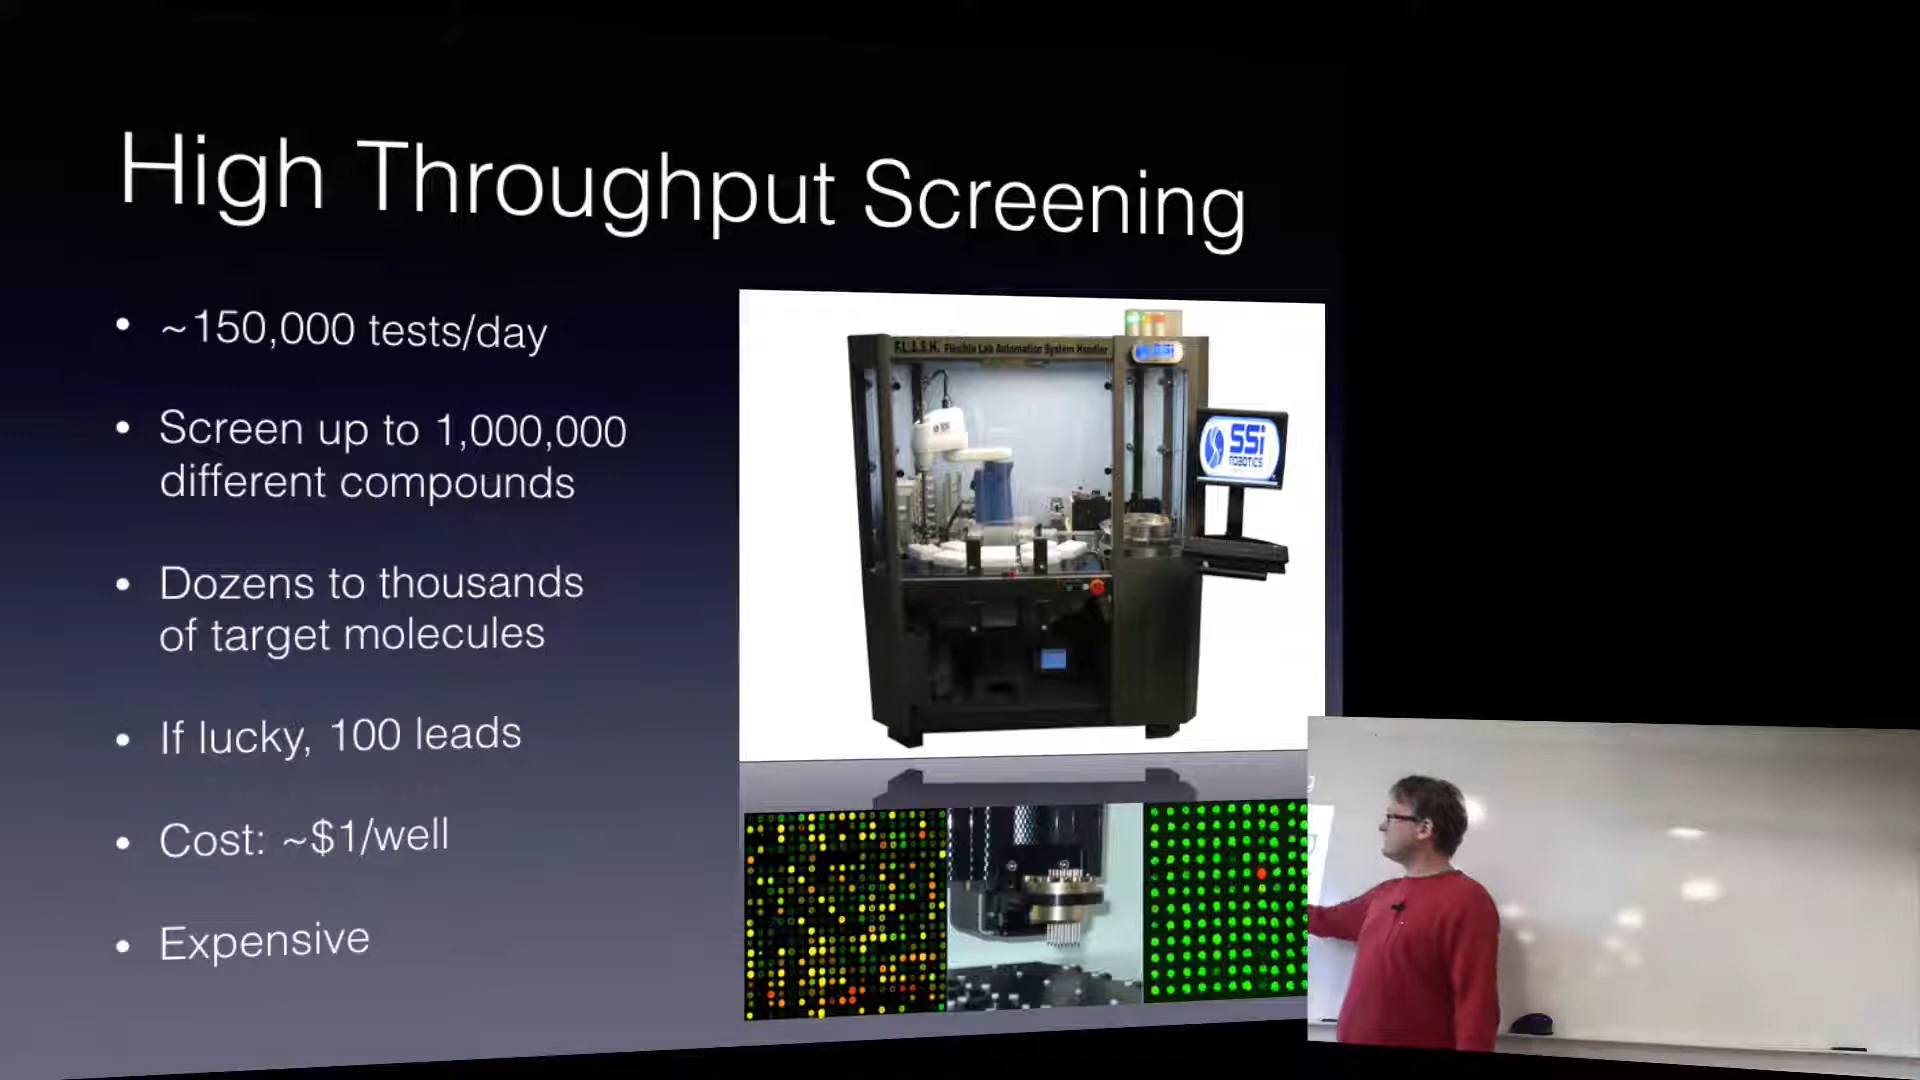 High Throughput Screening
• ~150,000 tests/day
• Screen up to 1,000,000
different compounds
• Dozens to thousands
of target molecules
• If lucky, 100 leads
• Cost: ~$1/well
• Expensive
F.L.A.S.H. Flexible Lab Automation System Handler
SSi
SSi
ROBOTICS
g